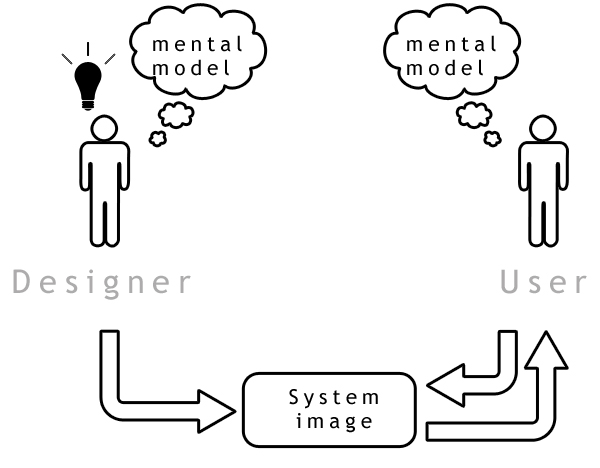 mental
model
mental
model
Designer
User
System
image